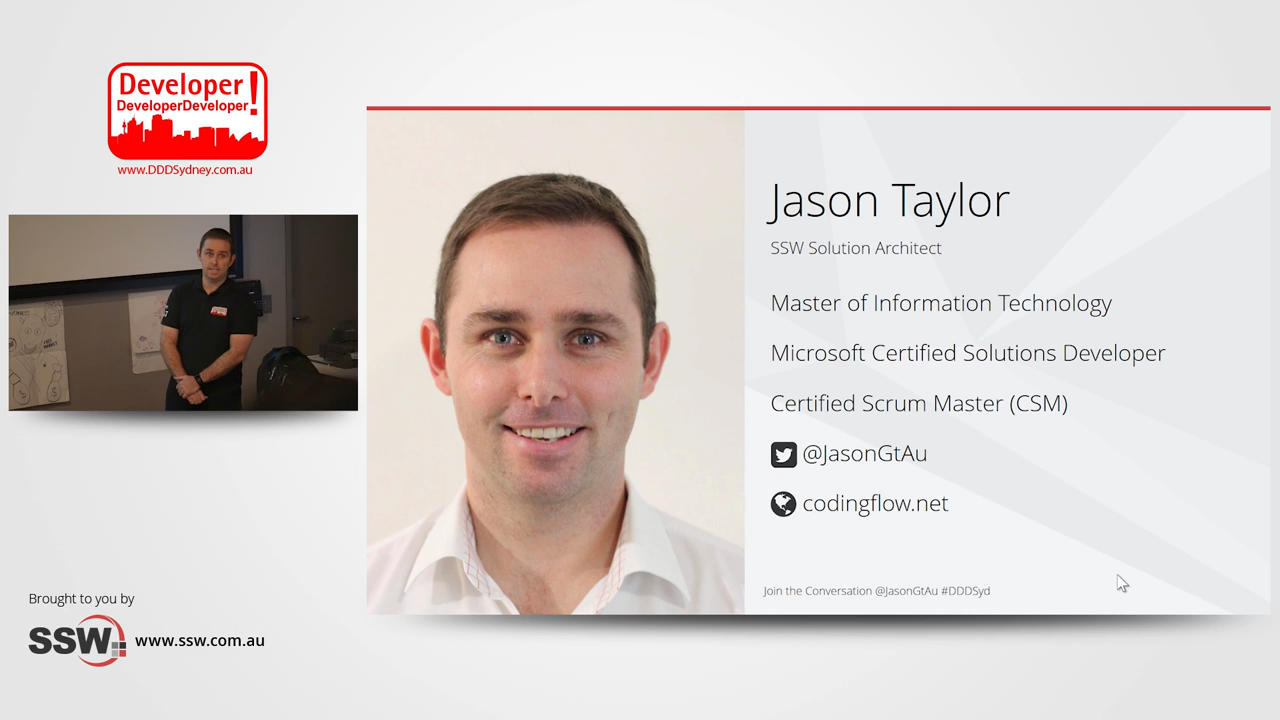 Developer!
DeveloperDeveloper
www.DDDSydney.com.au
Jason Taylor
SSW Solution Architect
Master of Information Technology
Microsoft Certified Solutions Developer
Certified Scrum Master (CSM)
@JasonGtAu
codingflow.net
Join the Conversation @JasonGtAu #DDDSyd
Brought to you by
SSW www.ssw.com.au